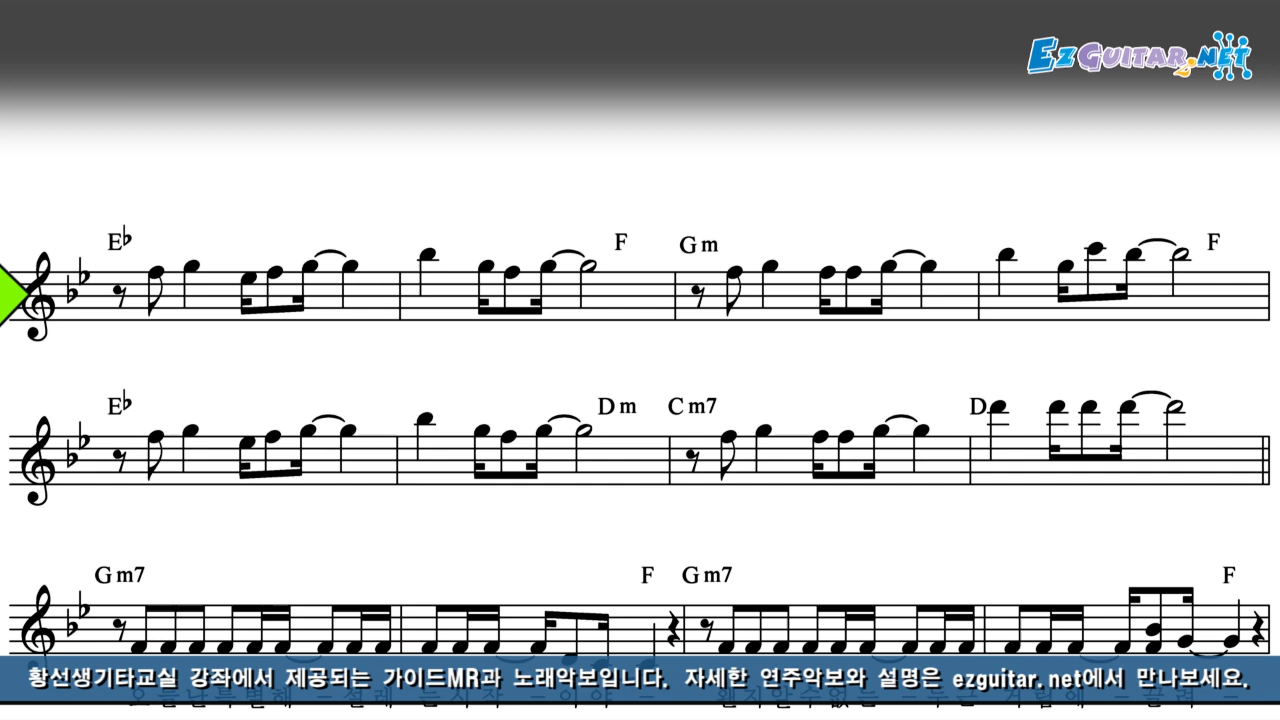 EzGuitar.net
E♭ F Gm F
E♭ Dm Cm7 D
Gm7 F Gm7 F
황선생기타교실 강좌에서 제공되는 가이드MR과 노래악보입니다. 자세한 연주악보와 설명은 ezguitar.net에서 만나보세요.